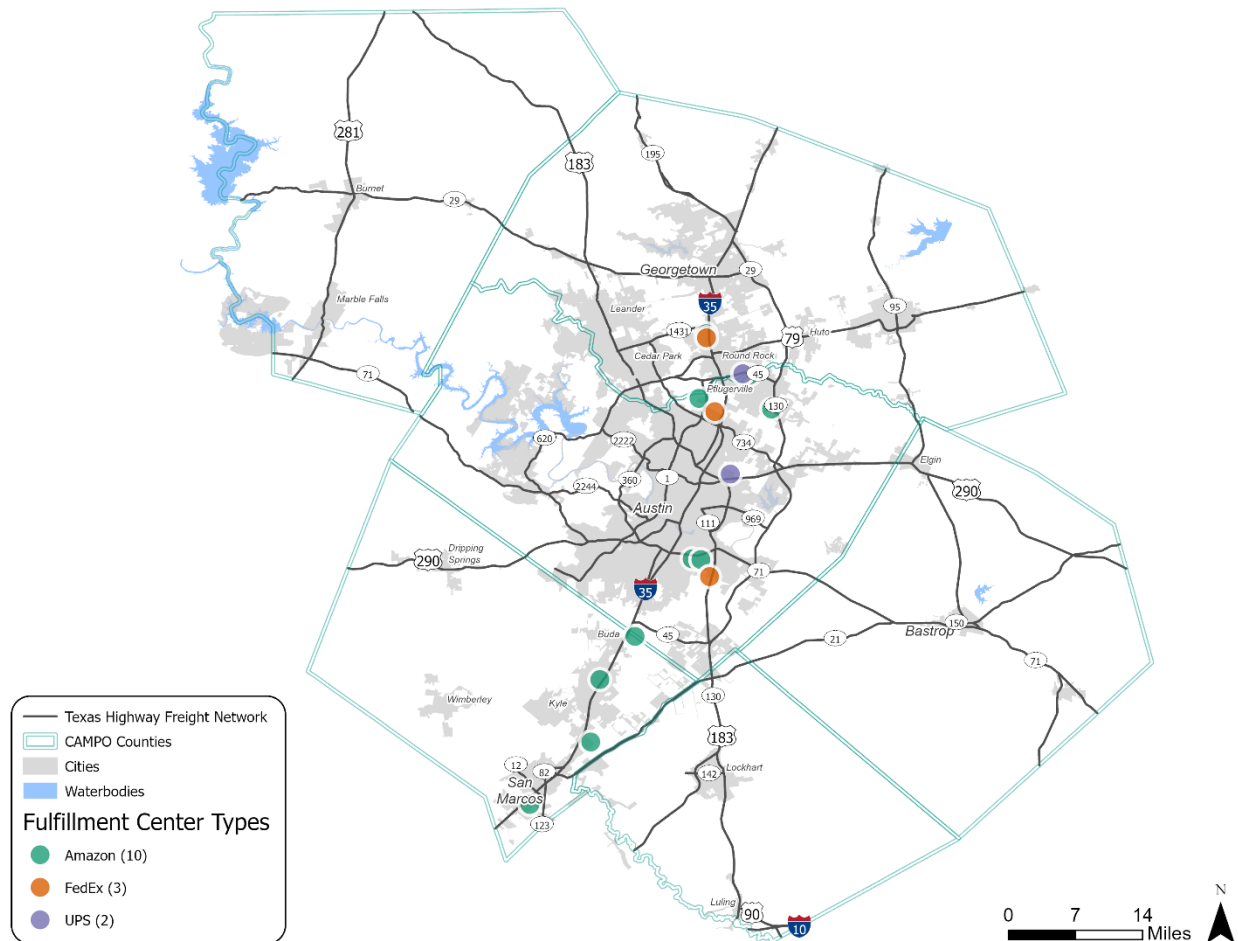 281
183
195
Burnet
29
Georgetown
29
35
Marble Falls
Leander
95
1431
79
Huto
Cedar Park
Round Rock
71
45
Pflugerville
130
620
2222
734
Elgin
360
1
2244
290
Austin
111
969
Dripping
Springs
290
71
35
Buda
45
150
Bastrop
21
71
Wimberley
Kyle
130
183
12
82
142
Lockhart
San
Marcos
123
Luling
90
10
Texas Highway Freight Network
CAMPO Counties
Cities
Waterbodies
Fulfillment Center Types
Amazon (10)
FedEx (3)
UPS (2)
N
0 7 14
Miles